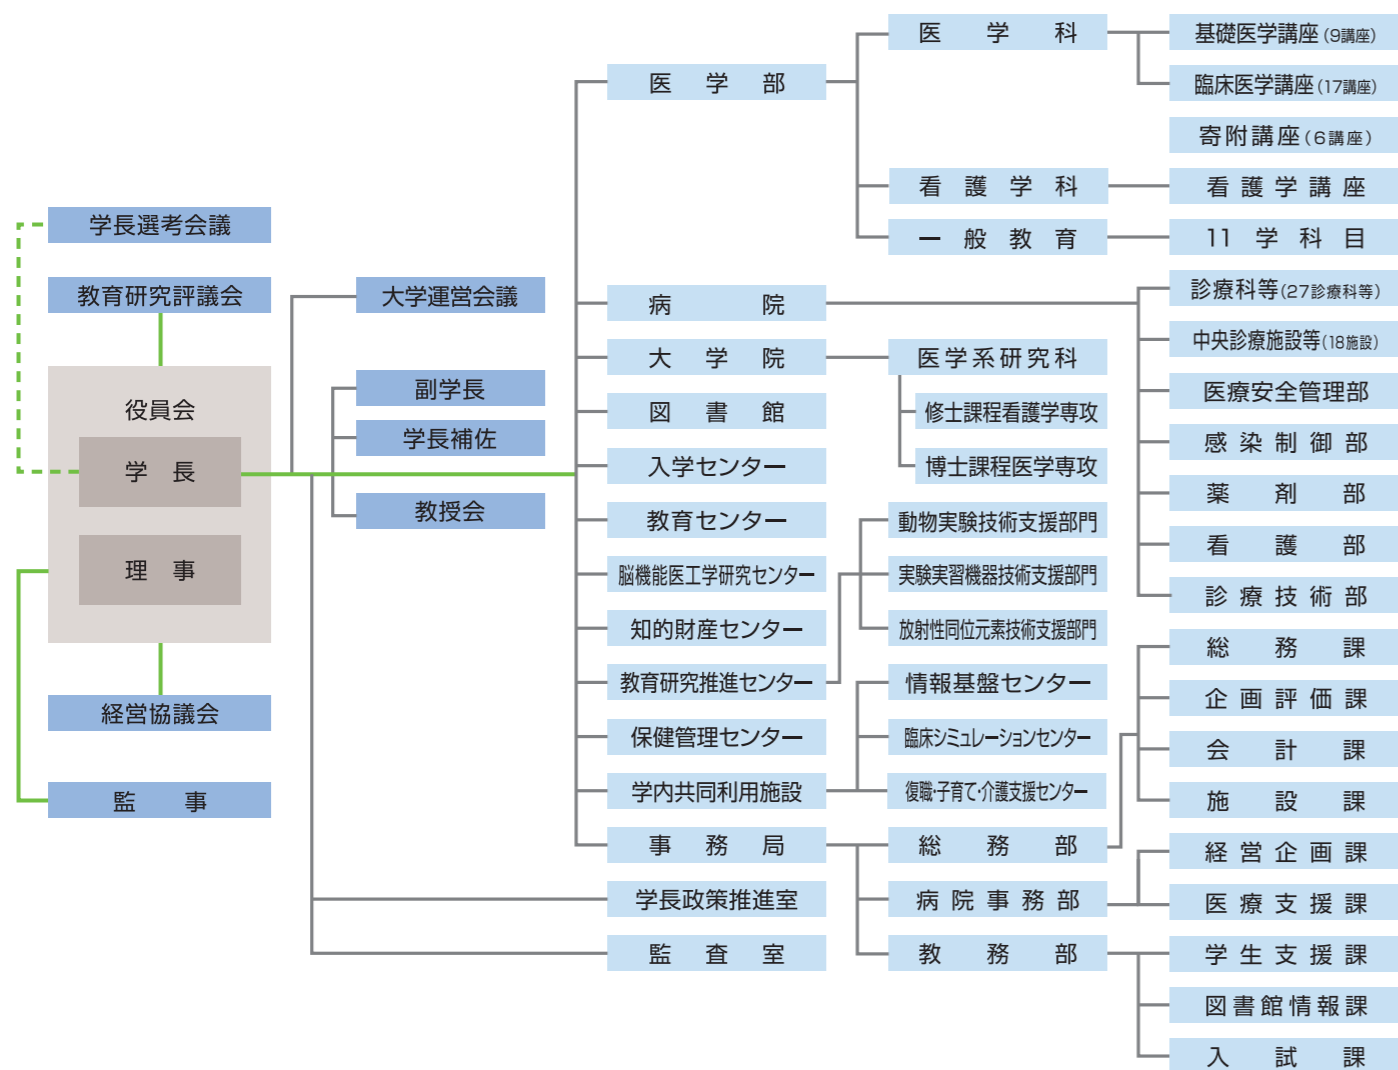 学長選考会議
教育研究評議会
役員会
学長
理事
経営協議会
監事
大学運営会議
副学長
学長補佐
教授会
医学部
病院
大学院
図書館
入学センター
教育センター
脳機能医工学研究センター
知的財産センター
教育研究推進センター
保健管理センター
学内共同利用施設
事務局
学長政策推進室
監査室
医学科
看護学科
一般教育
医学系研究科
修士課程看護学専攻
博士課程医学専攻
動物実験技術支援部門
実験実習機器技術支援部門
放射性同位元素技術支援部門
情報基盤センター
臨床シミュレーションセンター
復職・子育て・介護支援センター
総務部
病院事務部
教務部
基礎医学講座(9講座)
臨床医学講座(17講座)
寄附講座(6講座)
看護学講座
11学科目
診療科等(27診療科等)
中央診療施設等(18施設)
医療安全管理部
感染制御部
薬剤部
看護部
診療技術部
総務課
企画評価課
会計課
施設課
経営企画課
医療支援課
学生支援課
図書館情報課
入試課